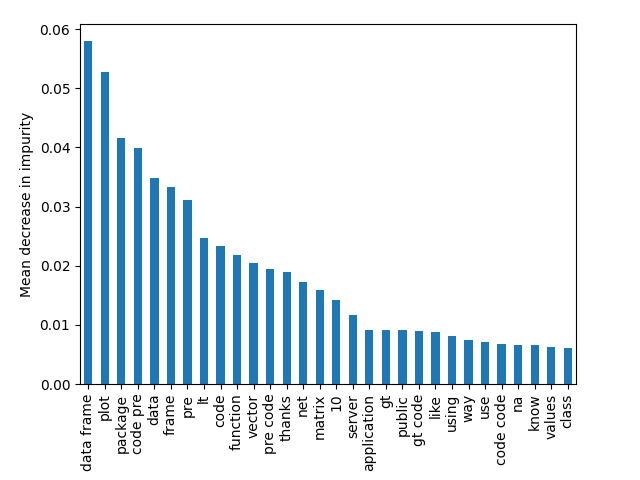 Mean decrease in impurity
0.06
0.05
0.04
0.03
0.02
0.01
0.00
data frame
plot
package
code pre
data
frame
pre
lt
code
function
vector
pre code
thanks
net
matrix
10
server
application
gt
public
gt code
like
using
way
use
code code
na
know
values
class